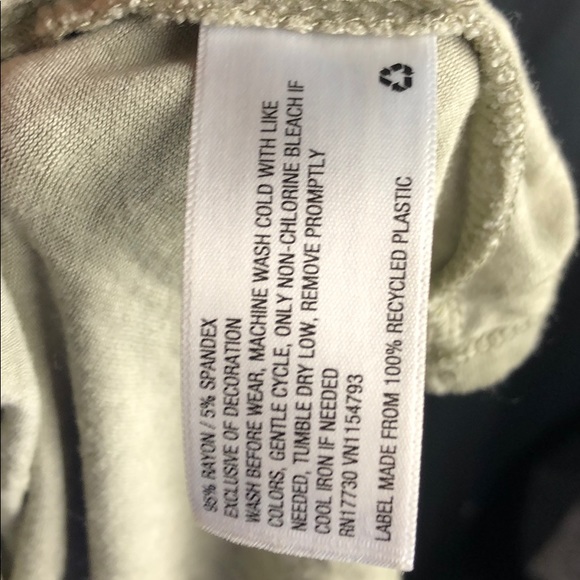 95% RAYON / 5% SPANDEX
EXCLUSIVE OF DECORATION
WASH BEFORE WEAR, MACHINE WASH COLD WITH LIKE
COLORS, GENTLE CYCLE, ONLY NON-CHLORINE BLEACH IF
NEEDED, TUMBLE DRY LOW, REMOVE PROMPTLY
COOL IRON IF NEEDED
RN17730 VN1154793
LABEL MADE FROM 100% RECYCLED PLASTIC